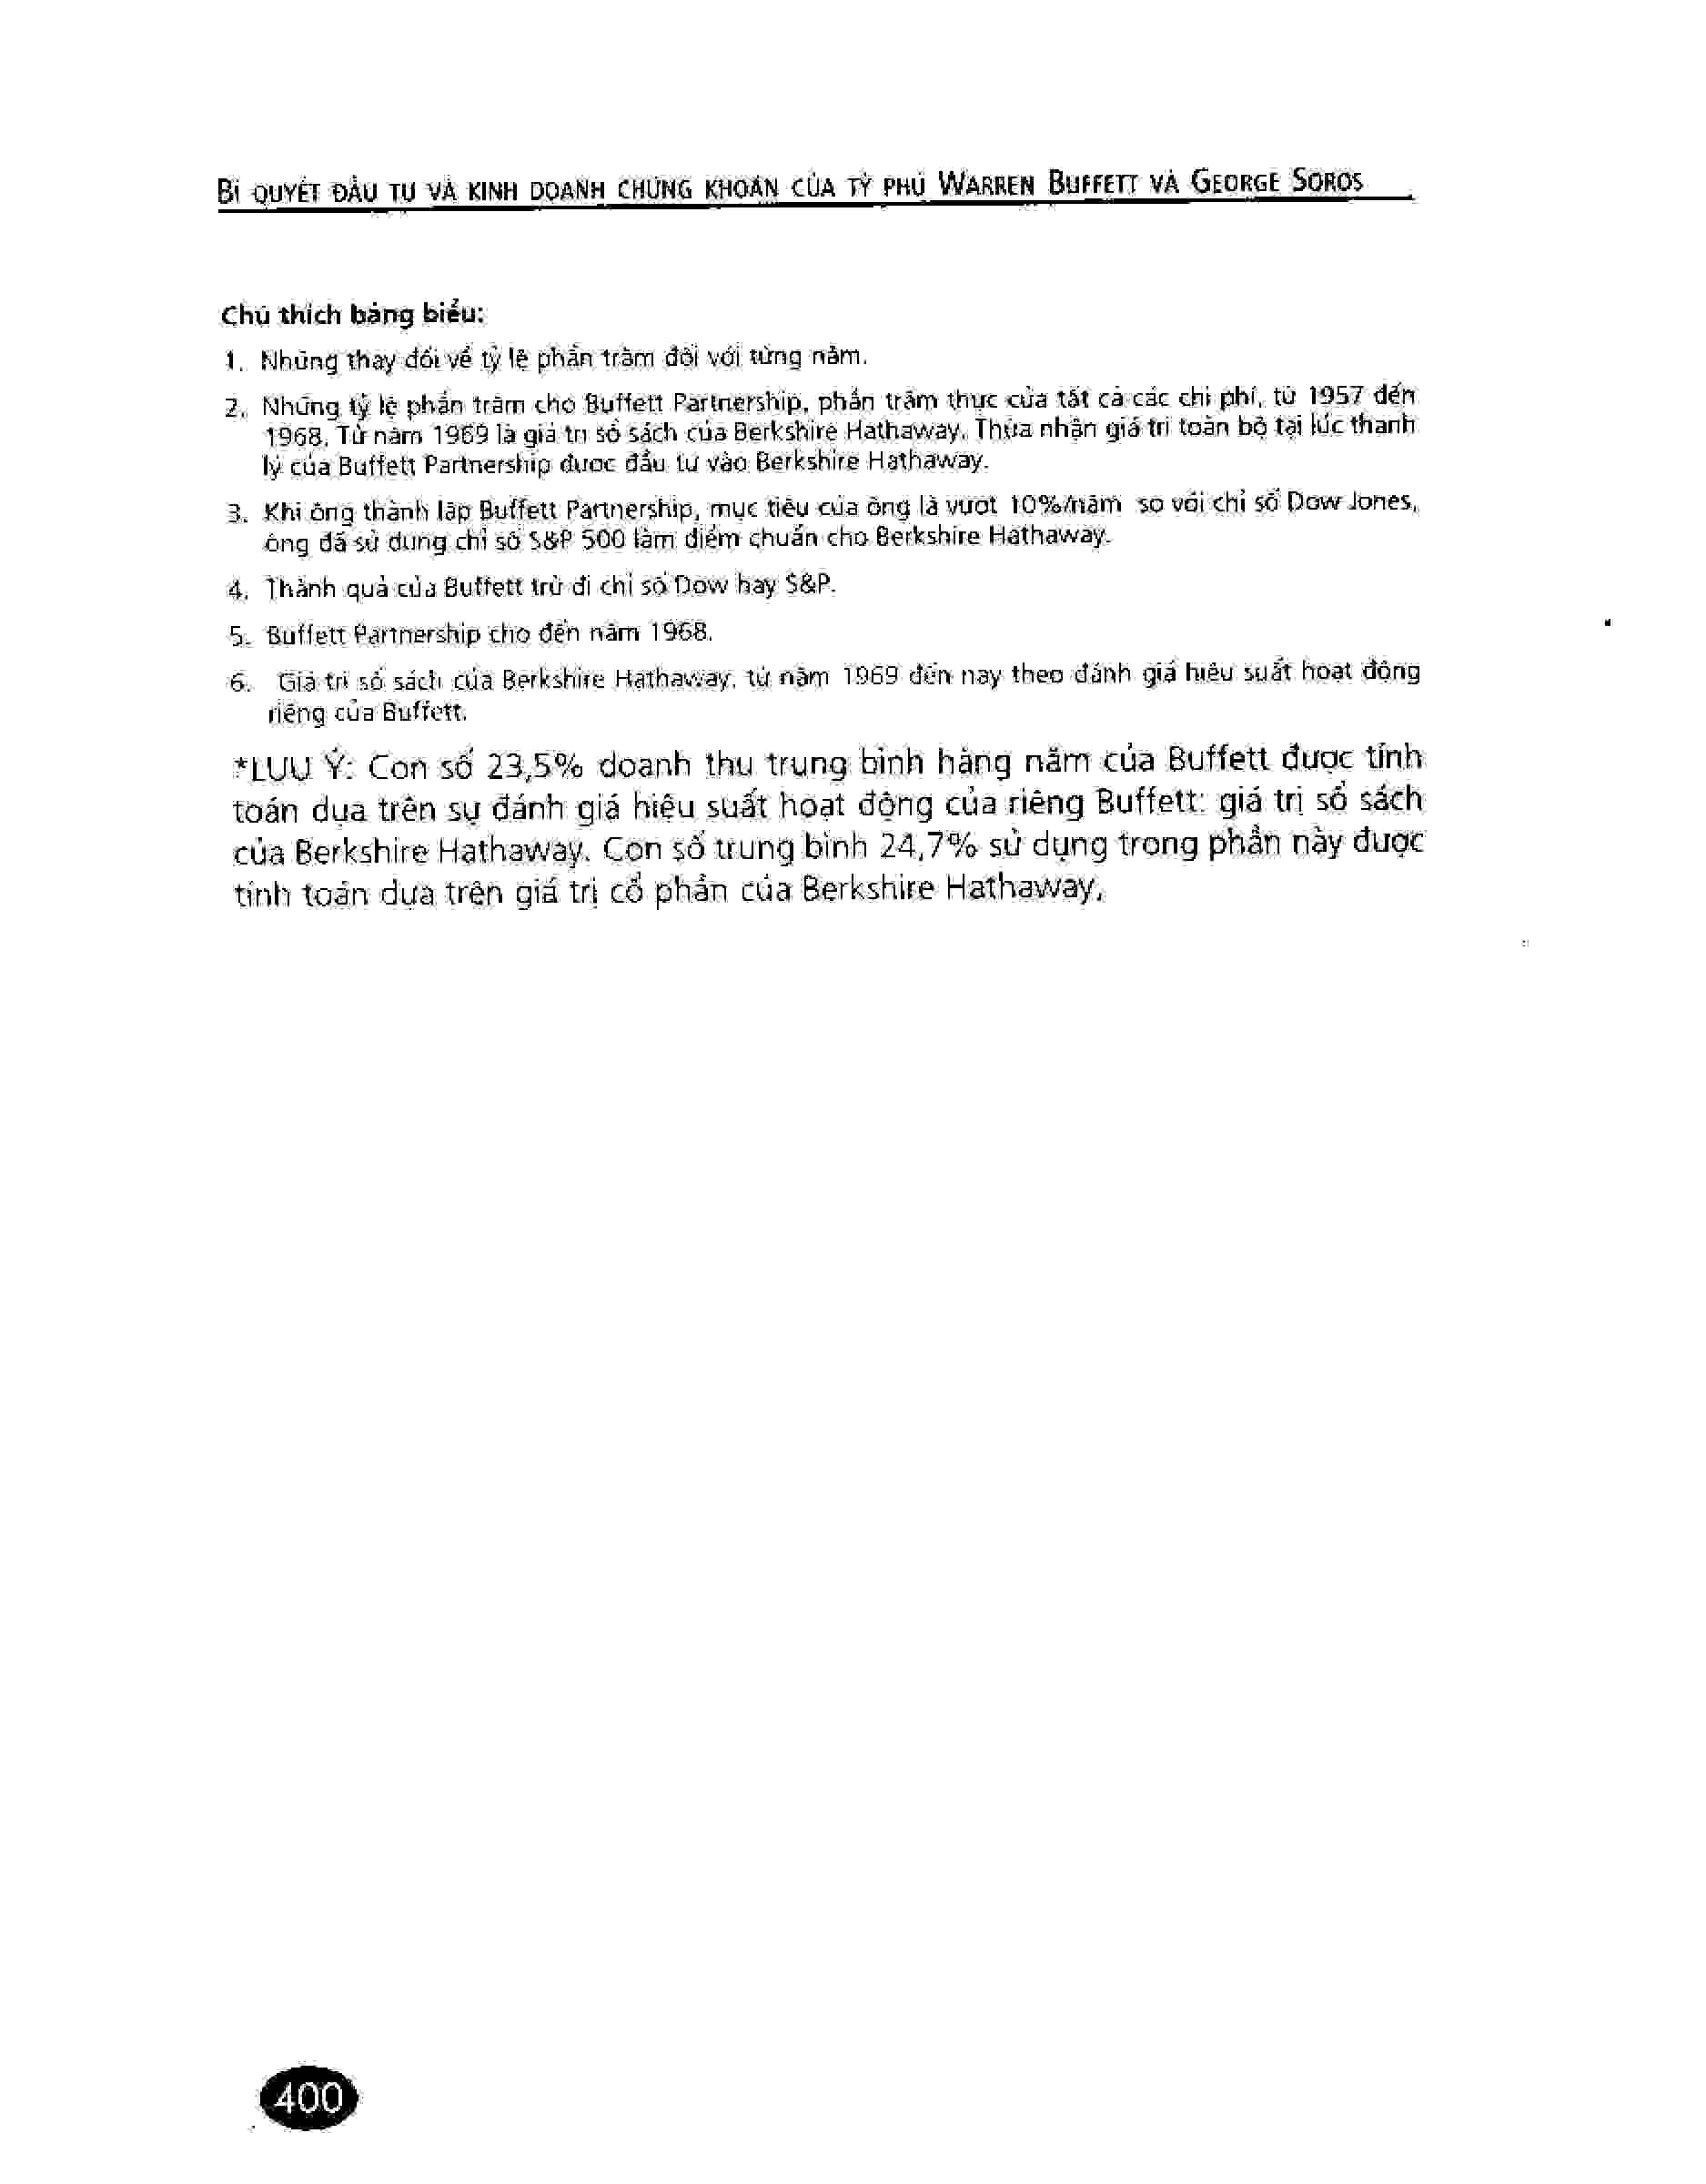 BÍ QUYẾT ĐẦU TƯ VÀ KINH DOANH CHỨNG KHOÁN CỦA TỶ PHÚ WARREN BUFFETT VÀ GEORGE SOROS
Chú thích bảng biểu:
1. Những thay đổi về tỷ lệ phần trăm đối với từng năm.
2. Những tỷ lệ phần trăm cho Buffett Partnership, phần trăm thực của tất cả các chi phí, từ 1957 đến
1968. Từ năm 1969 là giá trị sổ sách của Berkshire Hathaway. Thừa nhận giá trị toàn bộ tại lúc thanh
lý của Buffett Partnership được đầu tư vào Berkshire Hathaway.
3. Khi ông thành lập Buffett Partnership, mục tiêu của ông là vượt 10%/năm so với chỉ số Dow Jones,
ông đã sử dụng chỉ số S&P 500 làm điểm chuẩn cho Berkshire Hathaway.
4. Thành quả của Buffett trừ đi chỉ số Dow hay S&P.
5. Buffett Partnership cho đến năm 1968.
6. Giá trị sổ sách của Berkshire Hathaway, từ năm 1969 đến nay theo đánh giá hiệu suất hoạt động
riêng của Buffett.
*LƯU Ý: Con số 23,5% doanh thu trung bình hàng năm của Buffett được tính
toán dựa trên sự đánh giá hiệu suất hoạt động của riêng Buffett: giá trị sổ sách
của Berkshire Hathaway. Con số trung bình 24,7% sử dụng trong phần này được
tính toán dựa trên giá trị cổ phần của Berkshire Hathaway.
400